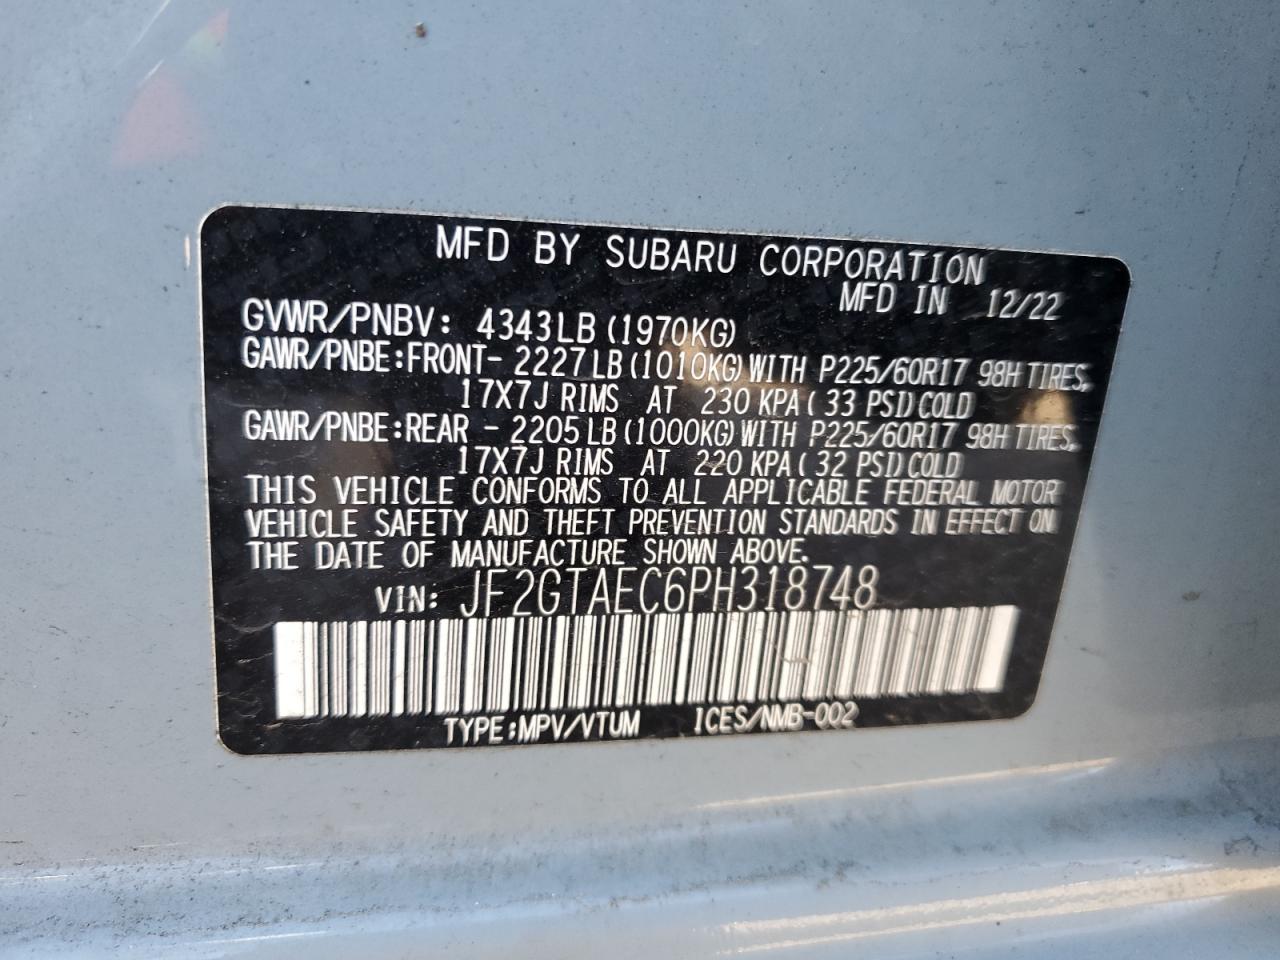 MFD BY SUBARU CORPORATION
MFD IN 12/22
GVWR/PNBV: 4343LB (1970KG)
GAWR/PNBE:FRONT- 2227LB (1010KG) WITH P225/60R17 98H TIRES,
17X7J RIMS AT 230 KPA( 33 PSI) COLD
GAWR/PNBE:REAR - 2205LB (1000KG) WITH P225/60R17 98H TIRES,
17X7J RIMS AT 220 KPA( 32 PSI) COLD
THIS VEHICLE CONFORMS TO ALL APPLICABLE FEDERAL MOTOR
VEHICLE SAFETY AND THEFT PREVENTION STANDARDS IN EFFECT ON
THE DATE OF MANUFACTURE SHOWN ABOVE.
VIN: JF2GTAEC6PH318748
TYPE:MPV/VTUM ICES/NMB-002